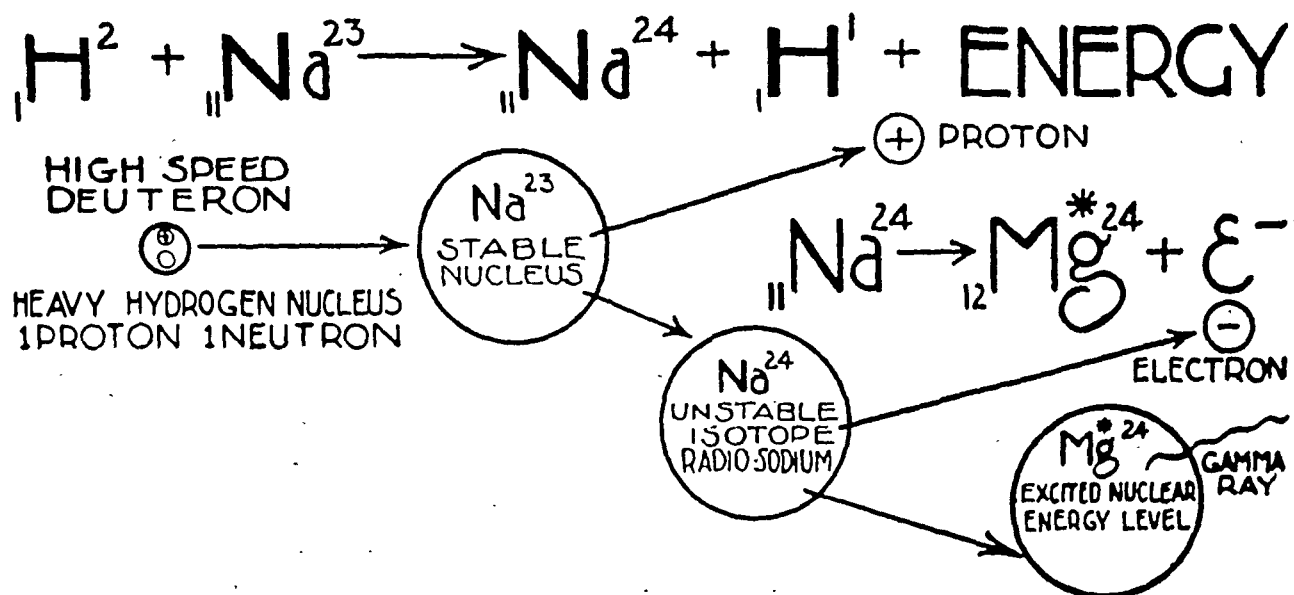 ₁H² + ₁₁Na²³ → ₁₁Na²⁴ + ₁H¹ + ENERGY
HIGH SPEED
DEUTERON
HEAVY HYDROGEN NUCLEUS
1PROTON 1NEUTRON
Na²³
STABLE
NUCLEUS
+ PROTON
₁₁Na²⁴ → ₁₂Mg*²⁴ + ε⁻
−
ELECTRON
Na²⁴
UNSTABLE
ISOTOPE
RADIO-SODIUM
Mg*²⁴
EXCITED NUCLEAR
ENERGY LEVEL
GAMMA
RAY